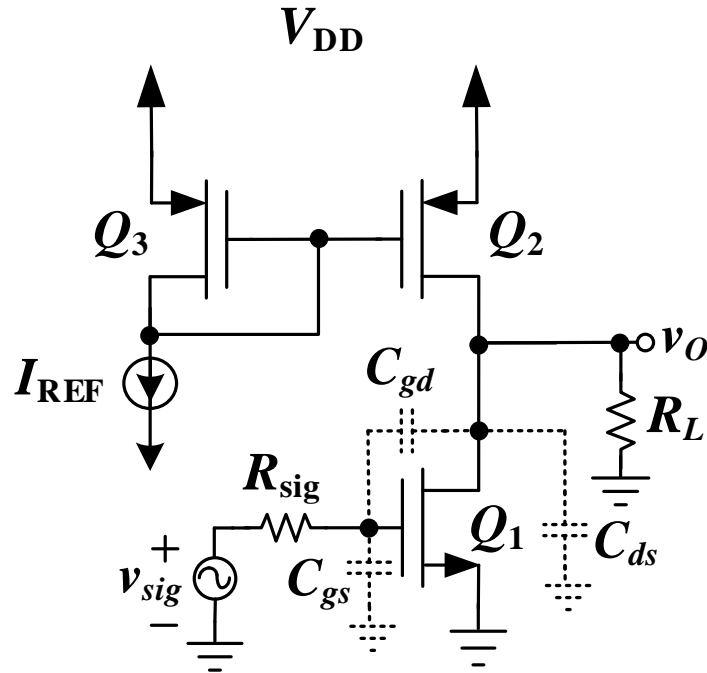 V_DD
Q_3
Q_2
v_O
I_REF
C_gd
R_L
R_sig
Q_1
C_ds
+
v_sig
C_gs
−